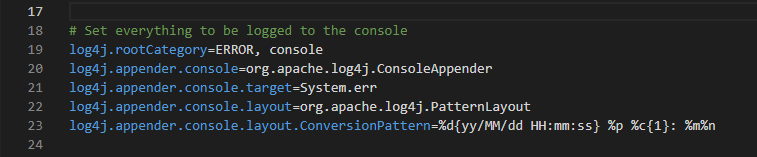 17
18 # Set everything to be logged to the console
19 log4j.rootCategory=ERROR, console
20 log4j.appender.console=org.apache.log4j.ConsoleAppender
21 log4j.appender.console.target=System.err
22 log4j.appender.console.layout=org.apache.log4j.PatternLayout
23 log4j.appender.console.layout.ConversionPattern=%d{yy/MM/dd HH:mm:ss} %p %c{1}: %m%n
24